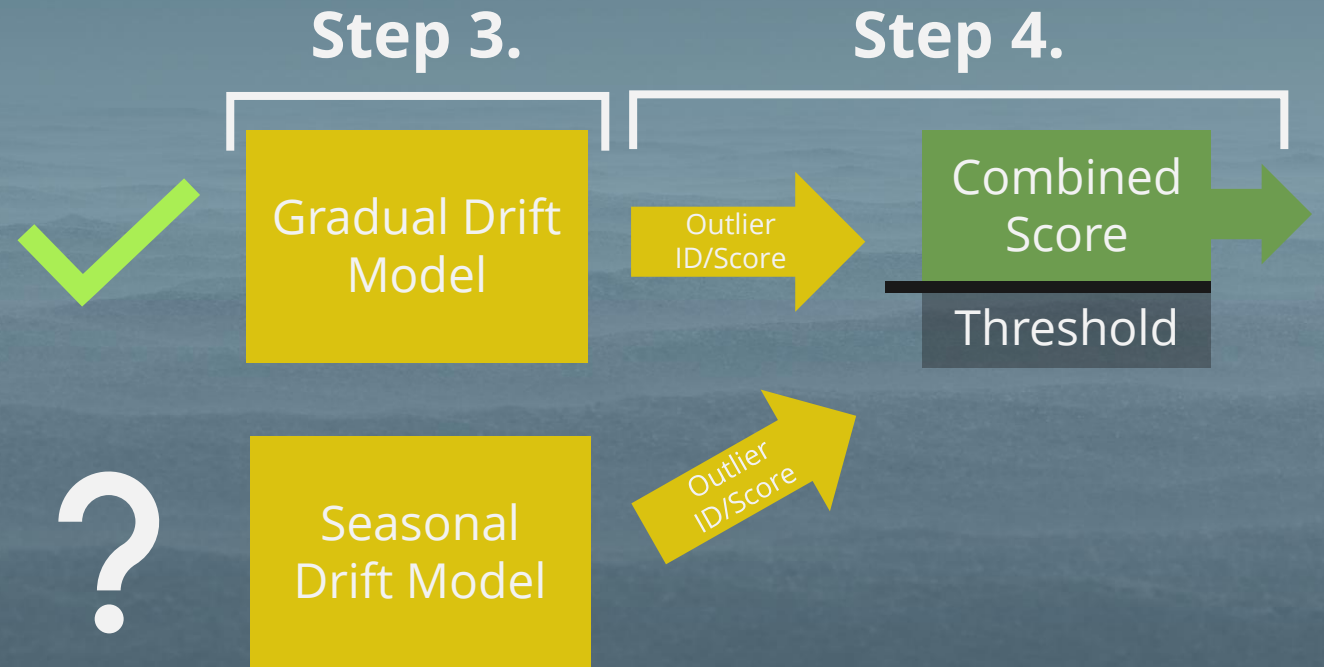 Step 3.
Step 4.
Gradual Drift
Model
Outlier
ID/Score
Combined
Score
Threshold
?
Seasonal
Drift Model
Outlier
ID/Score